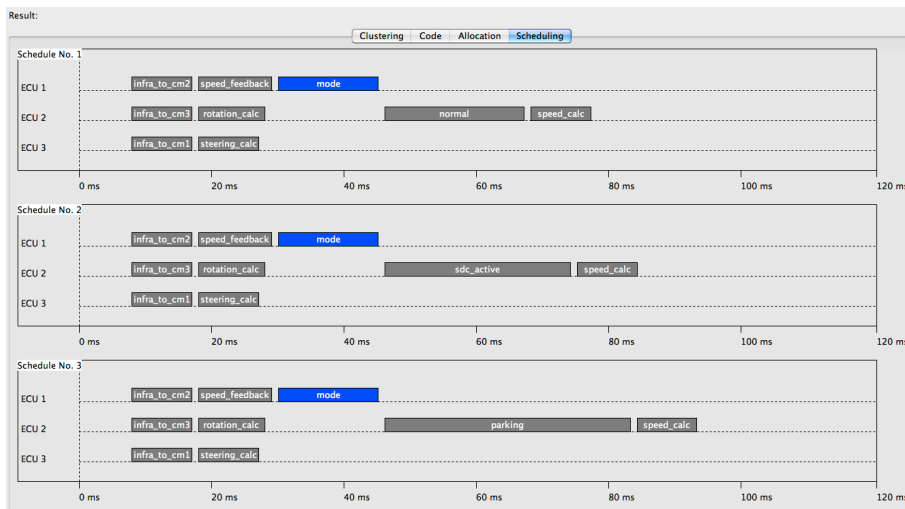 Result:
Clustering Code Allocation Scheduling
Schedule No. 1
ECU 1 infra_to_cm2 speed_feedback mode
ECU 2 infra_to_cm3 rotation_calc normal speed_calc
ECU 3 infra_to_cm1 steering_calc
0 ms 20 ms 40 ms 60 ms 80 ms 100 ms 120 ms
Schedule No. 2
ECU 1 infra_to_cm2 speed_feedback mode
ECU 2 infra_to_cm3 rotation_calc sdc_active speed_calc
ECU 3 infra_to_cm1 steering_calc
0 ms 20 ms 40 ms 60 ms 80 ms 100 ms 120 ms
Schedule No. 3
ECU 1 infra_to_cm2 speed_feedback mode
ECU 2 infra_to_cm3 rotation_calc parking speed_calc
ECU 3 infra_to_cm1 steering_calc
0 ms 20 ms 40 ms 60 ms 80 ms 100 ms 120 ms